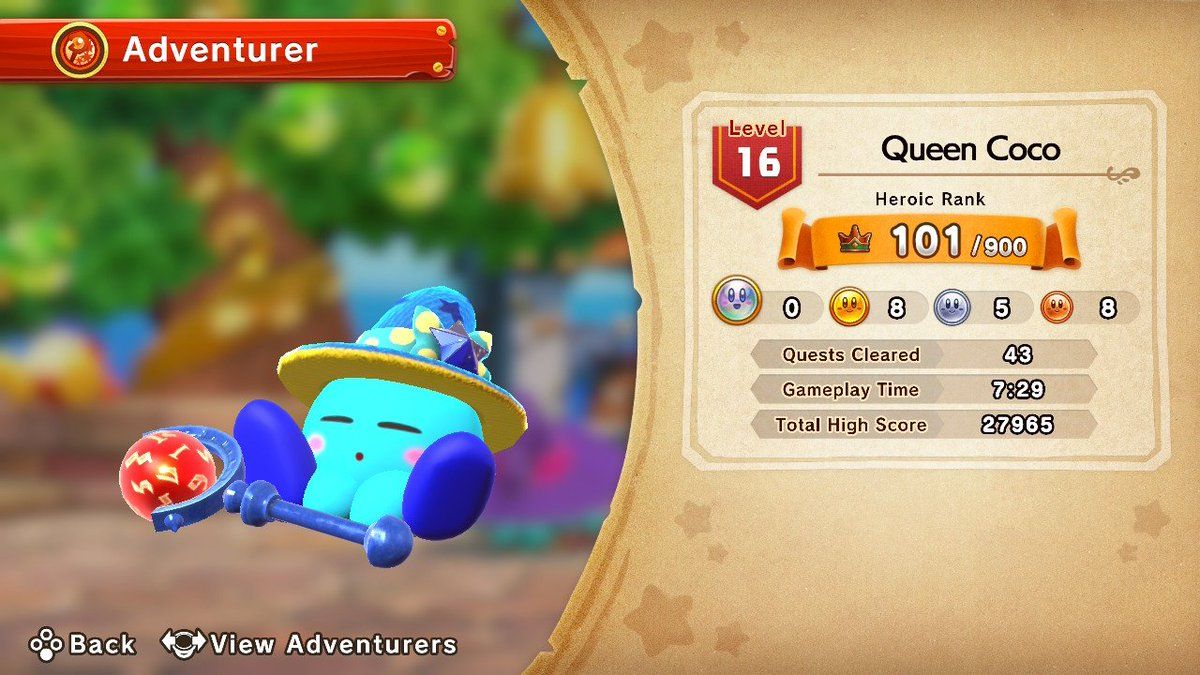 Adventurer
Level
16
Queen Coco
Heroic Rank
101 /900
0 8 5 8
Quests Cleared 43
Gameplay Time 7:29
Total High Score 27965
Back View Adventurers